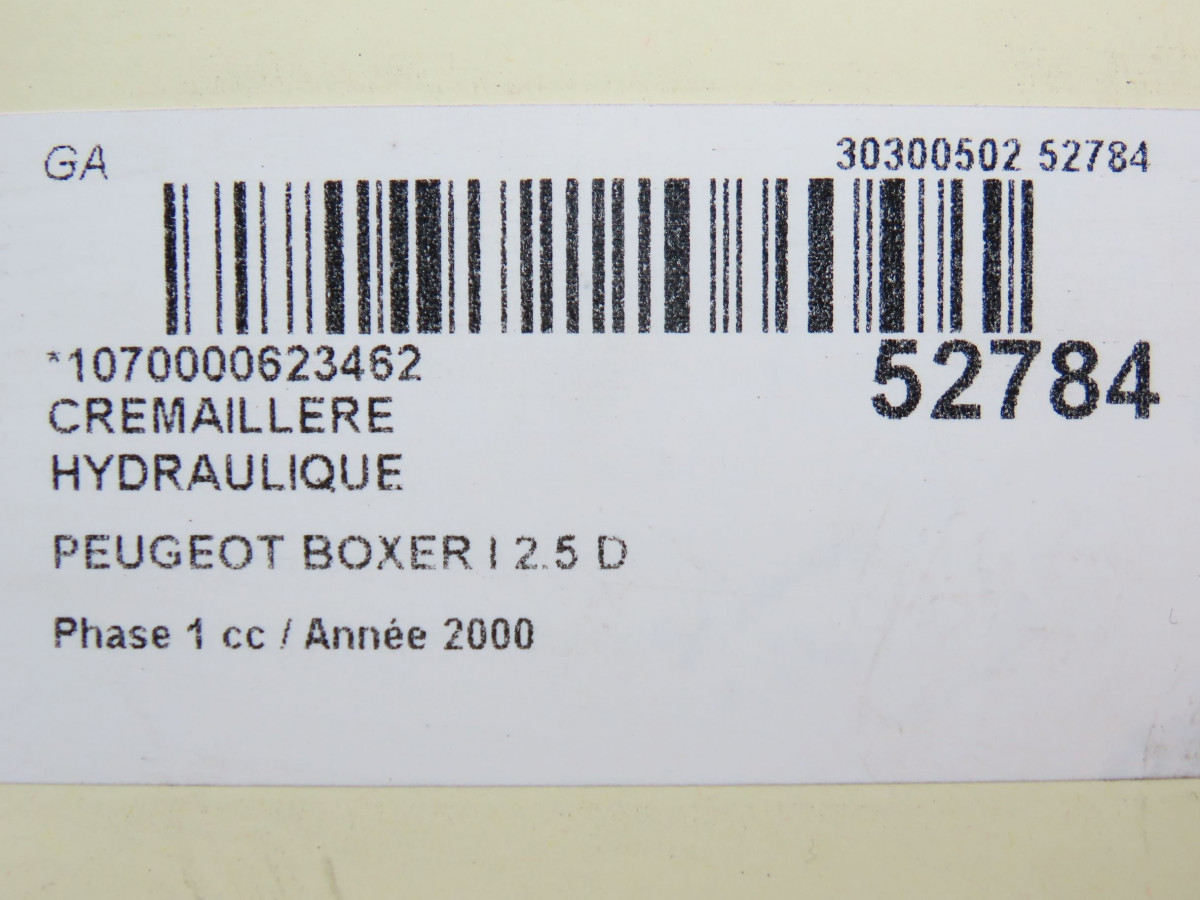 GA
30300502 52784
*1070000623462
52784
CREMAILLERE
HYDRAULIQUE
PEUGEOT BOXER I 2.5 D
Phase 1 cc / Année 2000